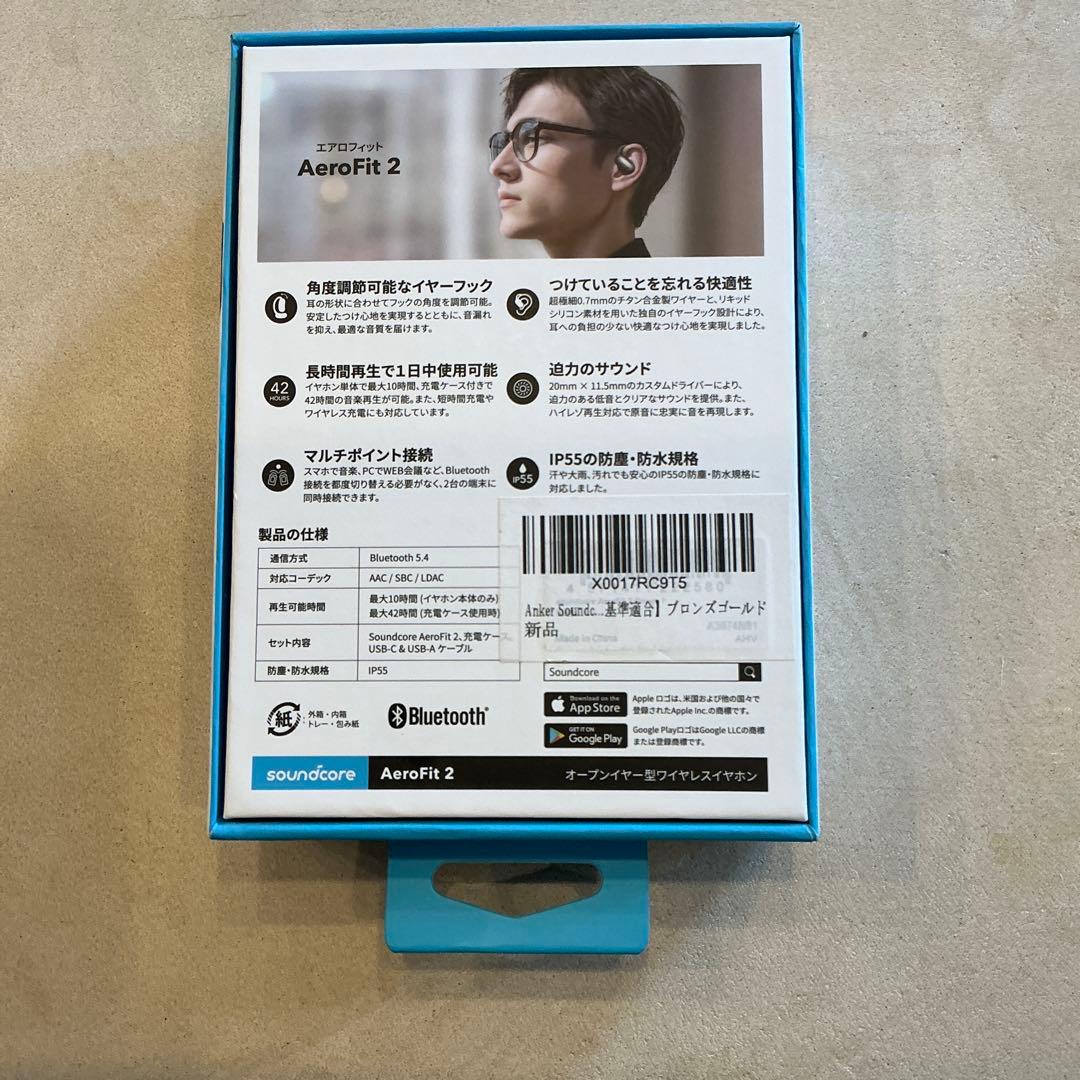 エアロフィット
AeroFit 2
角度調節可能なイヤーフック
耳の形状に合わせてフックの角度を調節可能。
安定したつけ心地を実現するとともに、音漏れ
を抑え、最適な音質を届けます。
つけていることを忘れる快適性
超極細0.7mmのチタン合金製ワイヤーと、リキッド
シリコン素材を用いた独自のイヤーフック設計により、
耳への負担の少ない快適なつけ心地を実現しました。
42
HOURS
長時間再生で1日中使用可能
イヤホン単体で最大10時間、充電ケース付きで
42時間の音楽再生が可能。また、短時間充電や
ワイヤレス充電にも対応しています。
迫力のサウンド
20mm × 11.5mmのカスタムドライバーにより、
迫力のある低音とクリアなサウンドを提供。また、
ハイレゾ再生対応で原音に忠実に音を再現します。
マルチポイント接続
スマホで音楽、PCでWEB会議など、Bluetooth
接続を都度切り替える必要がなく、2台の端末に
同時接続できます。
IP55
IP55の防塵・防水規格
汗や大雨、汚れでも安心のIP55の防塵・防水規格に
対応しました。
製品の仕様
通信方式 Bluetooth 5.4
対応コーデック AAC / SBC / LDAC
再生可能時間 最大10時間 (イヤホン本体のみ)
最大42時間 (充電ケース使用時)
セット内容 Soundcore AeroFit 2、充電ケース、
USB-C & USB-A ケーブル
防塵・防水規格 IP55
X0017RC9T5
Anker Soundc...基準適合】ブロンズゴールド
新品
Made in China
Soundcore
紙
外箱・内箱
トレー・包み紙
Bluetooth®
Download on the
App Store
Apple ロゴは、米国および他の国々で
登録されたApple Inc.の商標です。
GET IT ON
Google Play
Google PlayロゴはGoogle LLCの商標
または登録商標です。
soundcore
AeroFit 2
オープンイヤー型ワイヤレスイヤホン